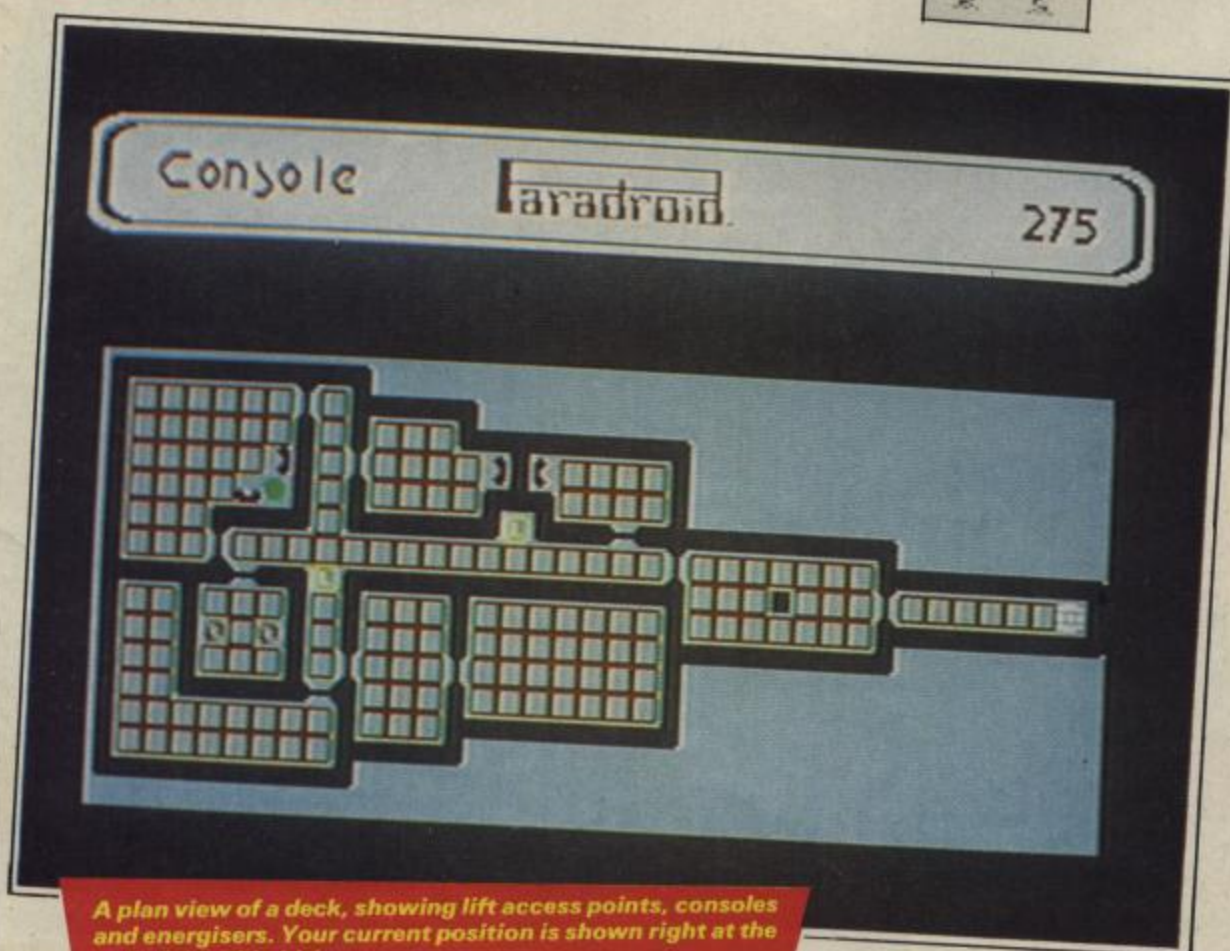 Console Paradroid 275
A plan view of a deck, showing lift access points, consoles
and energisers. Your current position is shown right at the